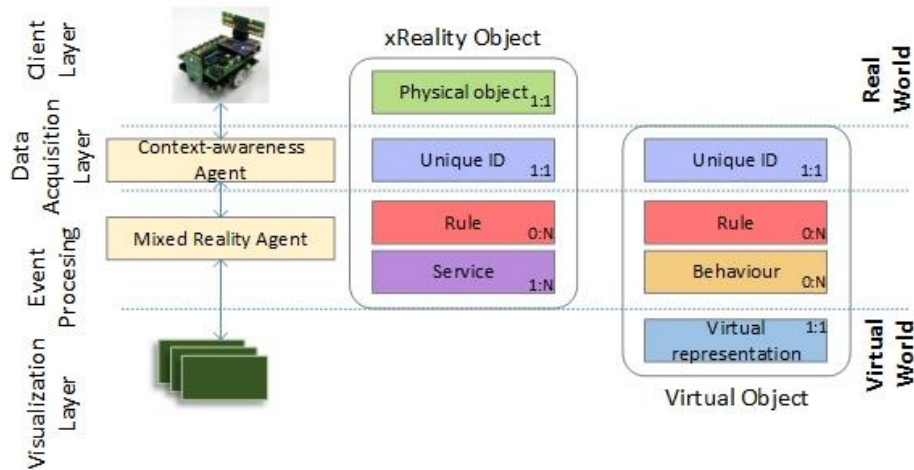 Client
Layer
xReality Object
Physical object
1:1
Real
World
Data
Acquisition
Layer
Context-awareness
Agent
Unique ID
1:1
Unique ID
1:1
Event
Procesing
Mixed Reality Agent
Rule
0:N
Service
1:N
Rule
0:N
Behaviour
0:N
Visualization
Layer
Virtual
representation
1:1
Virtual Object
Virtual
World